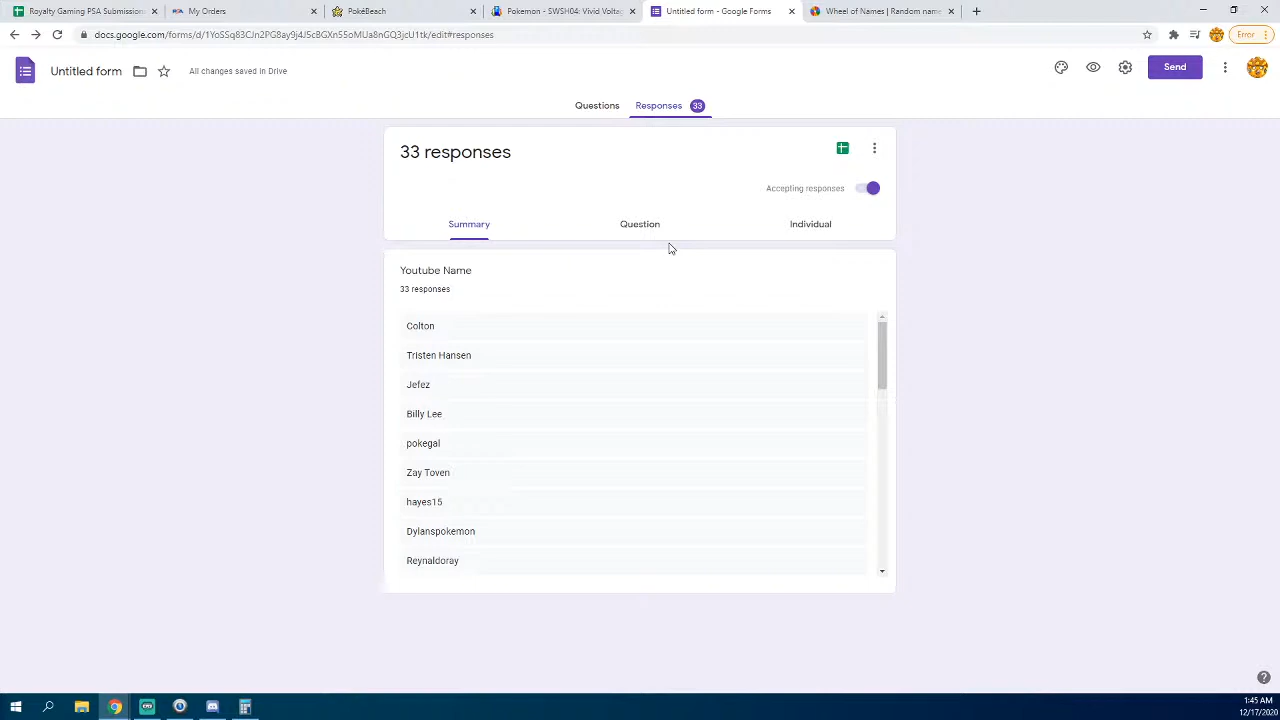 Royalty Gaming PSA Submission
My Orders
PokéBeach
Pokemon - SWSH04: Vivid Voltag
Untitled form - Google Forms
Wheel of Names | Random name
docs.google.com/forms/d/1YoSSq83CJn2PG8ay9j4J5cBGXn55oMUa8nGQ3jcU1tk/edit#responses
Error
Untitled form
All changes saved in Drive
Send
Questions
Responses 33
33 responses
Accepting responses
Summary
Question
Individual
Youtube Name
33 responses
Colton
Tristen Hansen
Jefez
Billy Lee
pokegal
Zay Toven
hayes15
Dylanspokemon
Reynaldoray
1:45 AM
12/17/2020